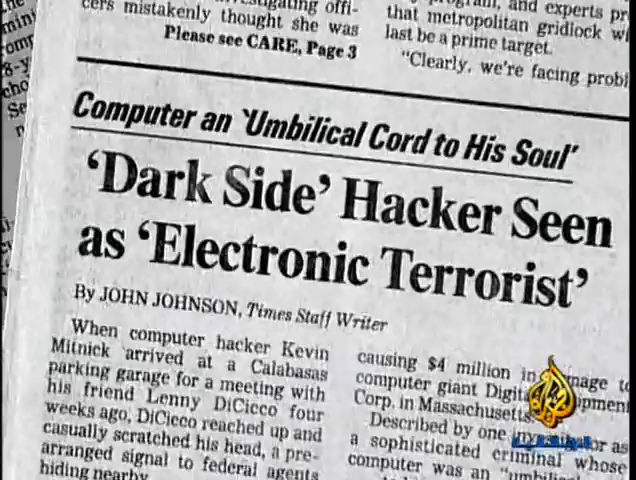 cers mistakenly thought she was
Please see CARE, Page 3
and experts
that metropolitan gridlock
last be a prime target.
"Clearly, we're facing
Computer an 'Umbilical Cord to His Soul'
'Dark Side' Hacker Seen
as 'Electronic Terrorist'
By JOHN JOHNSON, Times Staff Writer
When computer hacker Kevin
Mitnick arrived at a Calabasas
parking garage for a meeting with
his friend Lenny DiCicco four
weeks ago, DiCicco reached up and
casually scratched his head, a pre-
arranged signal to federal agents
hiding nearby.
causing $4 million in
computer giant
Corp. in Massachusetts.
Described by one
a sophisticated criminal whose
computer was an